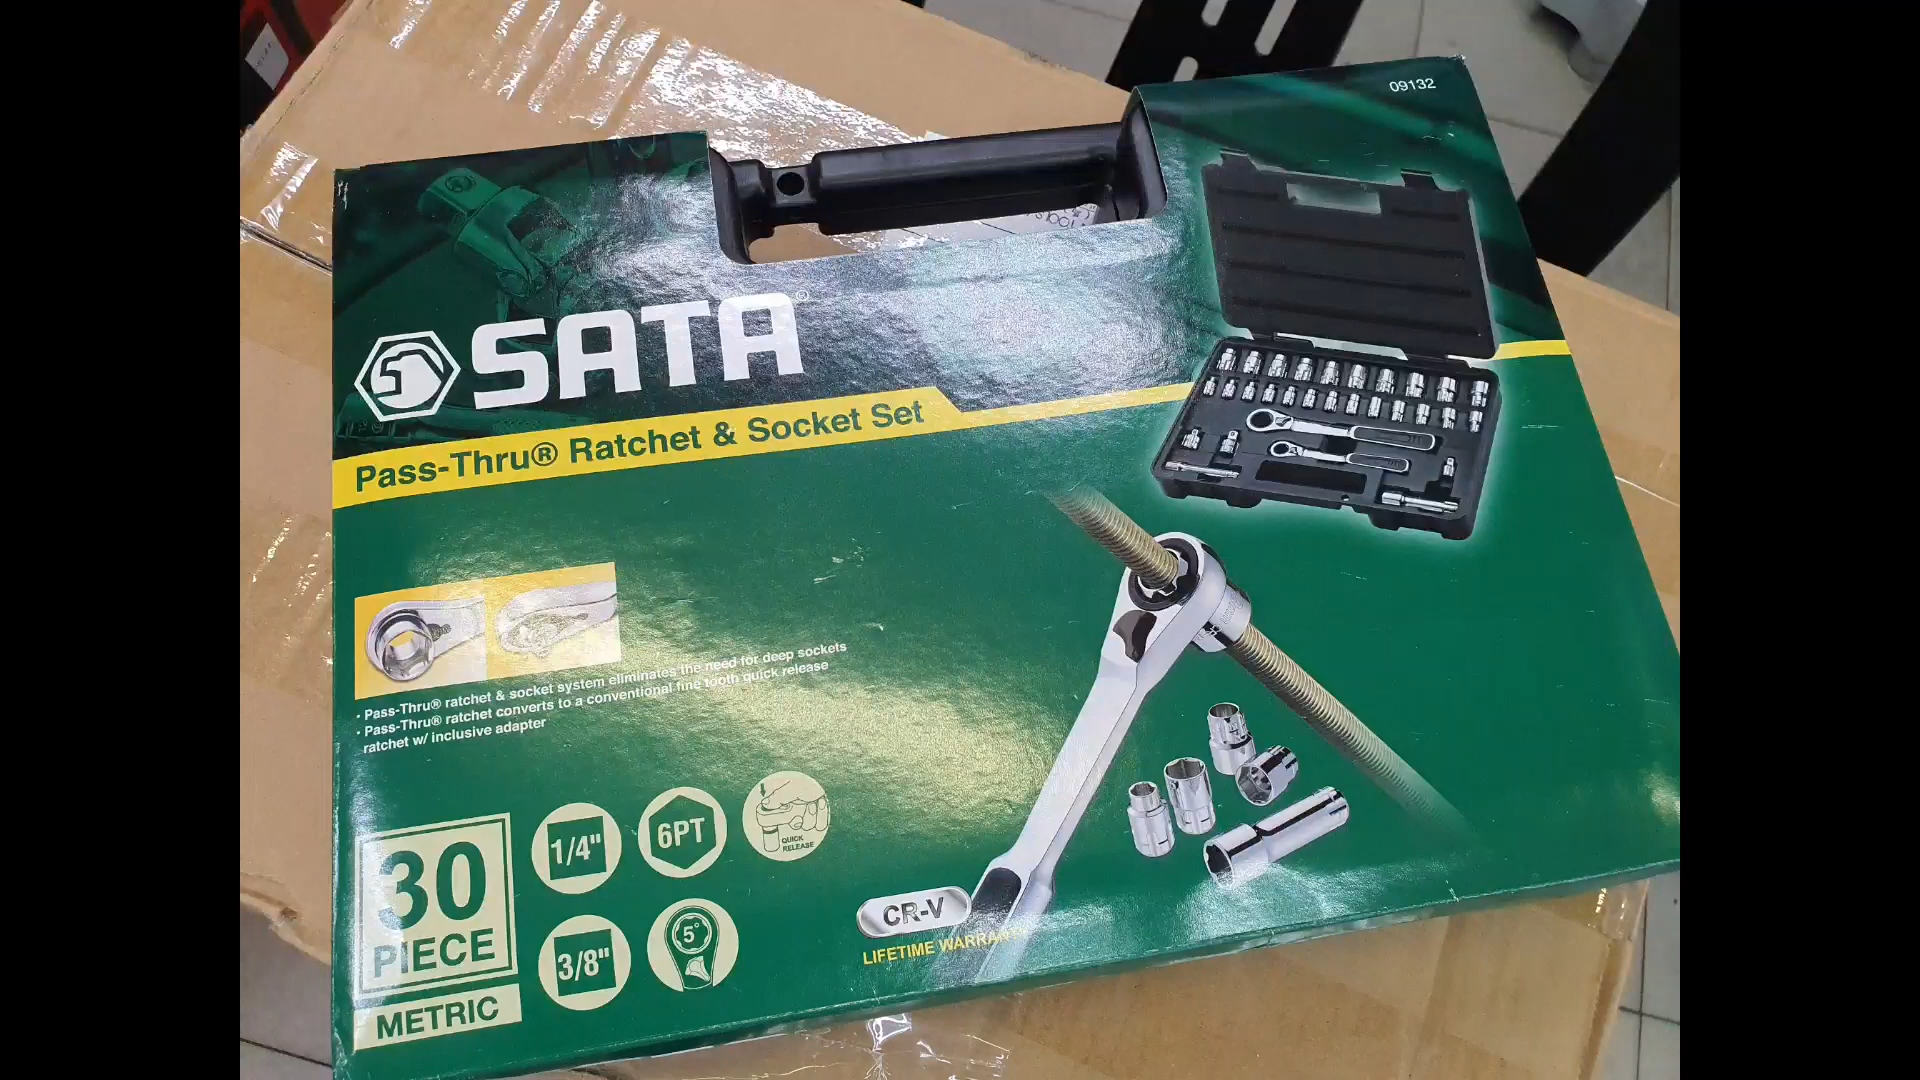 09132
SATA®
Pass-Thru® Ratchet & Socket Set
· Pass-Thru® ratchet & socket system eliminates the need for deep sockets
· Pass-Thru® ratchet converts to a conventional fine tooth quick release
ratchet w/ inclusive adapter
30
PIECE
METRIC
1/4"
6PT
QUICK
RELEASE
3/8"
5°
CR-V
LIFETIME WARRANTY